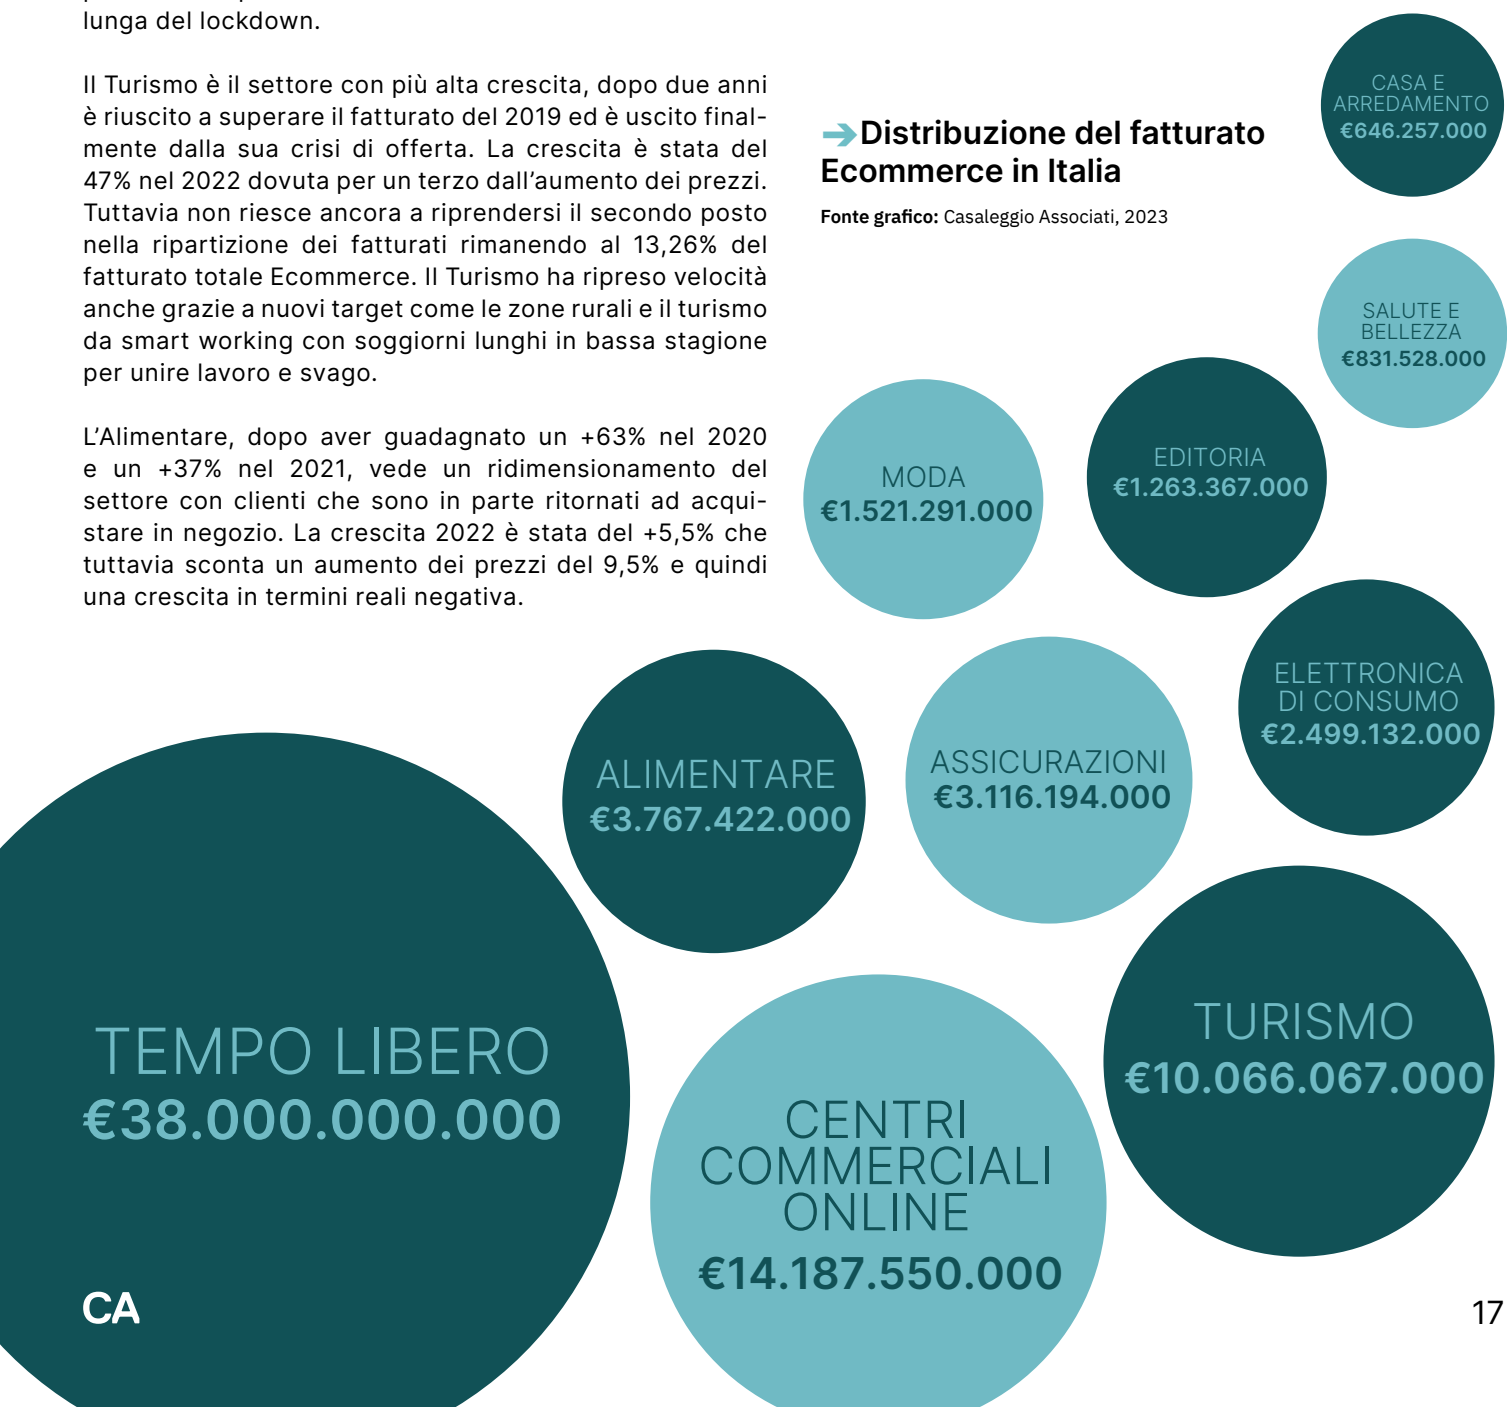 lunga del lockdown.
Il Turismo è il settore con più alta crescita, dopo due anni
è riuscito a superare il fatturato del 2019 ed è uscito final-
mente dalla sua crisi di offerta. La crescita è stata del
47% nel 2022 dovuta per un terzo dall'aumento dei prezzi.
Tuttavia non riesce ancora a riprendersi il secondo posto
nella ripartizione dei fatturati rimanendo al 13,26% del
fatturato totale Ecommerce. Il Turismo ha ripreso velocità
anche grazie a nuovi target come le zone rurali e il turismo
da smart working con soggiorni lunghi in bassa stagione
per unire lavoro e svago.
L'Alimentare, dopo aver guadagnato un +63% nel 2020
e un +37% nel 2021, vede un ridimensionamento del
settore con clienti che sono in parte ritornati ad acqui-
stare in negozio. La crescita 2022 è stata del +5,5% che
tuttavia sconta un aumento dei prezzi del 9,5% e quindi
una crescita in termini reali negativa.
→Distribuzione del fatturato
Ecommerce in Italia
Fonte grafico: Casaleggio Associati, 2023
CASA E
ARREDAMENTO
€646.257.000
SALUTE E
BELLEZZA
€831.528.000
MODA
€1.521.291.000
EDITORIA
€1.263.367.000
ELETTRONICA
DI CONSUMO
€2.499.132.000
ALIMENTARE
€3.767.422.000
ASSICURAZIONI
€3.116.194.000
TEMPO LIBERO
€38.000.000.000
CENTRI
COMMERCIALI
ONLINE
€14.187.550.000
TURISMO
€10.066.067.000
CA
17